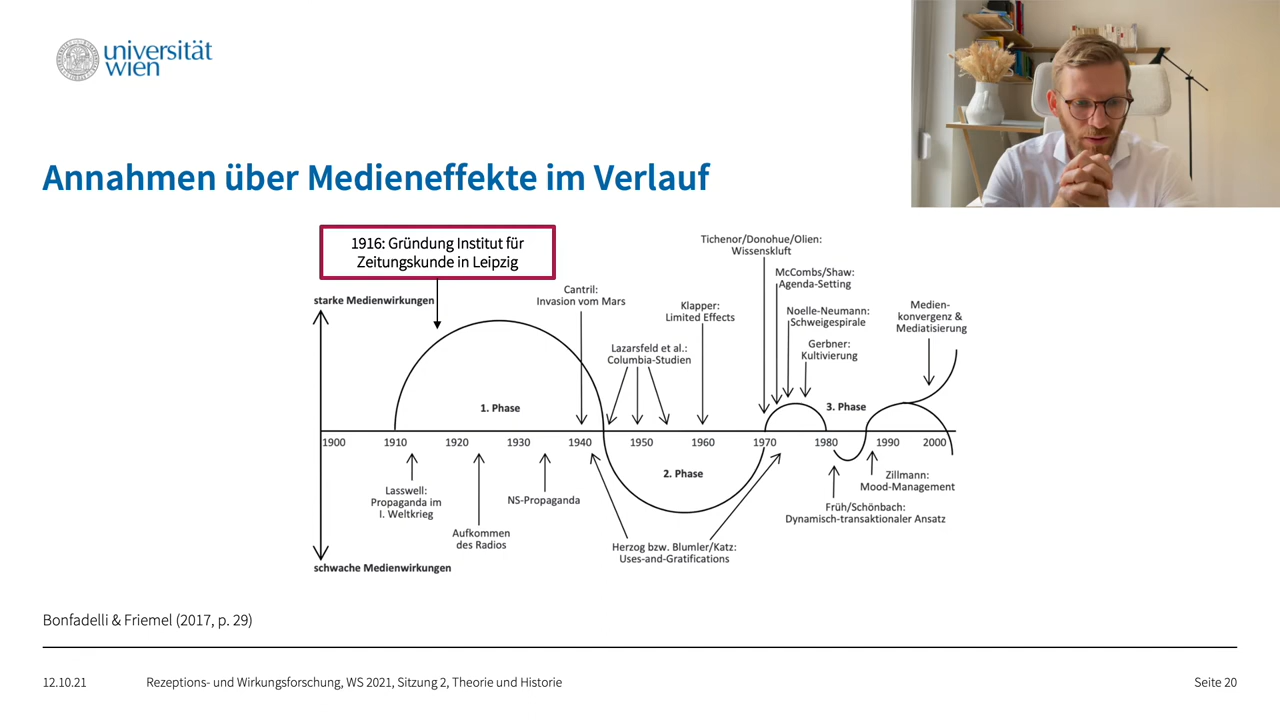 universität
wien
Annahmen über Medieneffekte im Verlauf
1916: Gründung Institut für
Zeitungskunde in Leipzig
starke Medienwirkungen
Cantril:
Invasion vom Mars
Lazarsfeld et al.:
Columbia-Studien
Klapper:
Limited Effects
Tichenor/Donohue/Olien:
Wissenskluft
McCombs/Shaw:
Agenda-Setting
Noelle-Neumann:
Schweigespirale
Gerbner:
Kultivierung
Medien-
konvergenz &
Mediatisierung
1. Phase
3. Phase
1900 1910 1920 1930 1940 1950 1960 1970 1980 1990 2000
2. Phase
Lasswell:
Propaganda im
I. Weltkrieg
Aufkommen
des Radios
NS-Propaganda
Herzog bzw. Blumler/Katz:
Uses-and-Gratifications
Zillmann:
Mood-Management
Früh/Schönbach:
Dynamisch-transaktionaler Ansatz
schwache Medienwirkungen
Bonfadelli & Friemel (2017, p. 29)
12.10.21
Rezeptions- und Wirkungsforschung, WS 2021, Sitzung 2, Theorie und Historie
Seite 20